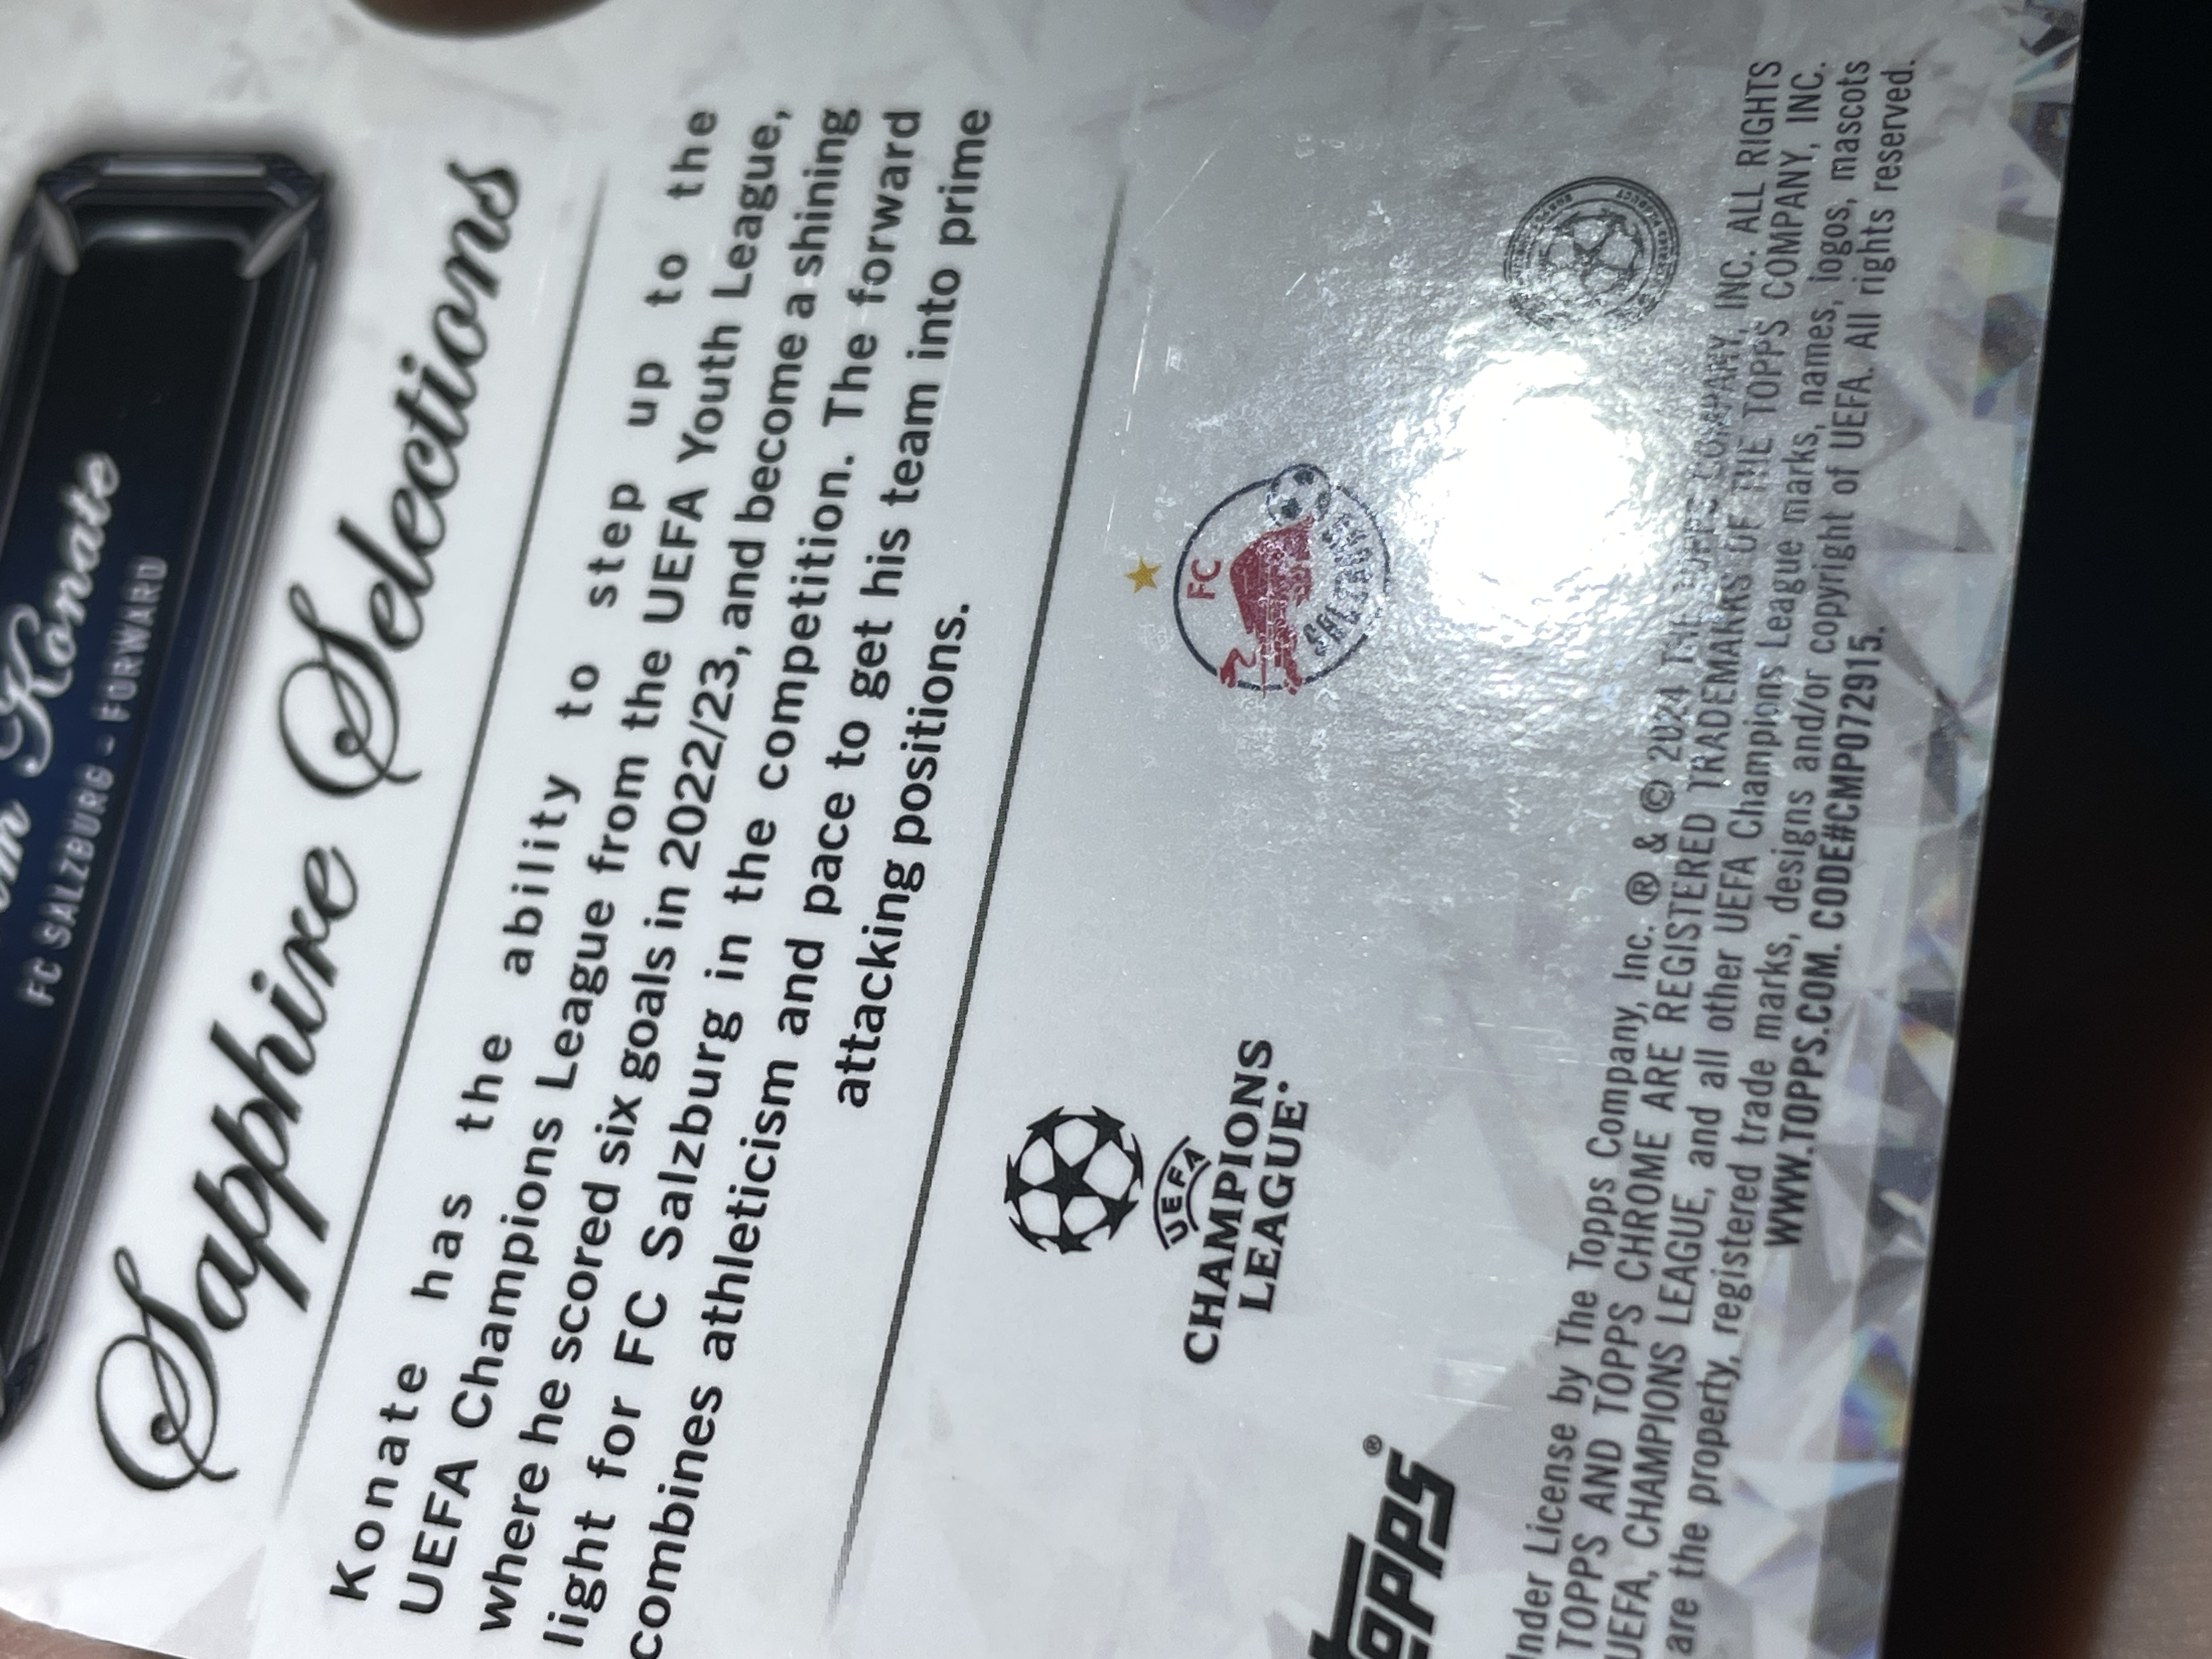 Konate
FC SALZBURG - FORWARD
Sapphire Selections
Konate has the ability to step up to the
UEFA Champions League from the UEFA Youth League,
where he scored six goals in 2022/23, and become a shining
light for FC Salzburg in the competition. The forward
combines athleticism and pace to get his team into prime
attacking positions.
topps®
UEFA
CHAMPIONS
LEAGUE
FC
SALZBURG
Under License by The Topps Company, Inc. ® & © 2024 THE TOPPS COMPANY, INC. ALL RIGHTS
TOPPS AND TOPPS CHROME ARE REGISTERED TRADEMARKS OF THE TOPPS COMPANY, INC.
UEFA, CHAMPIONS LEAGUE, and all other UEFA Champions League marks, names, logos, mascots
are the property, registered trade marks, designs and/or copyright of UEFA. All rights reserved.
WWW.TOPPS.COM. CODE#CMP072915.